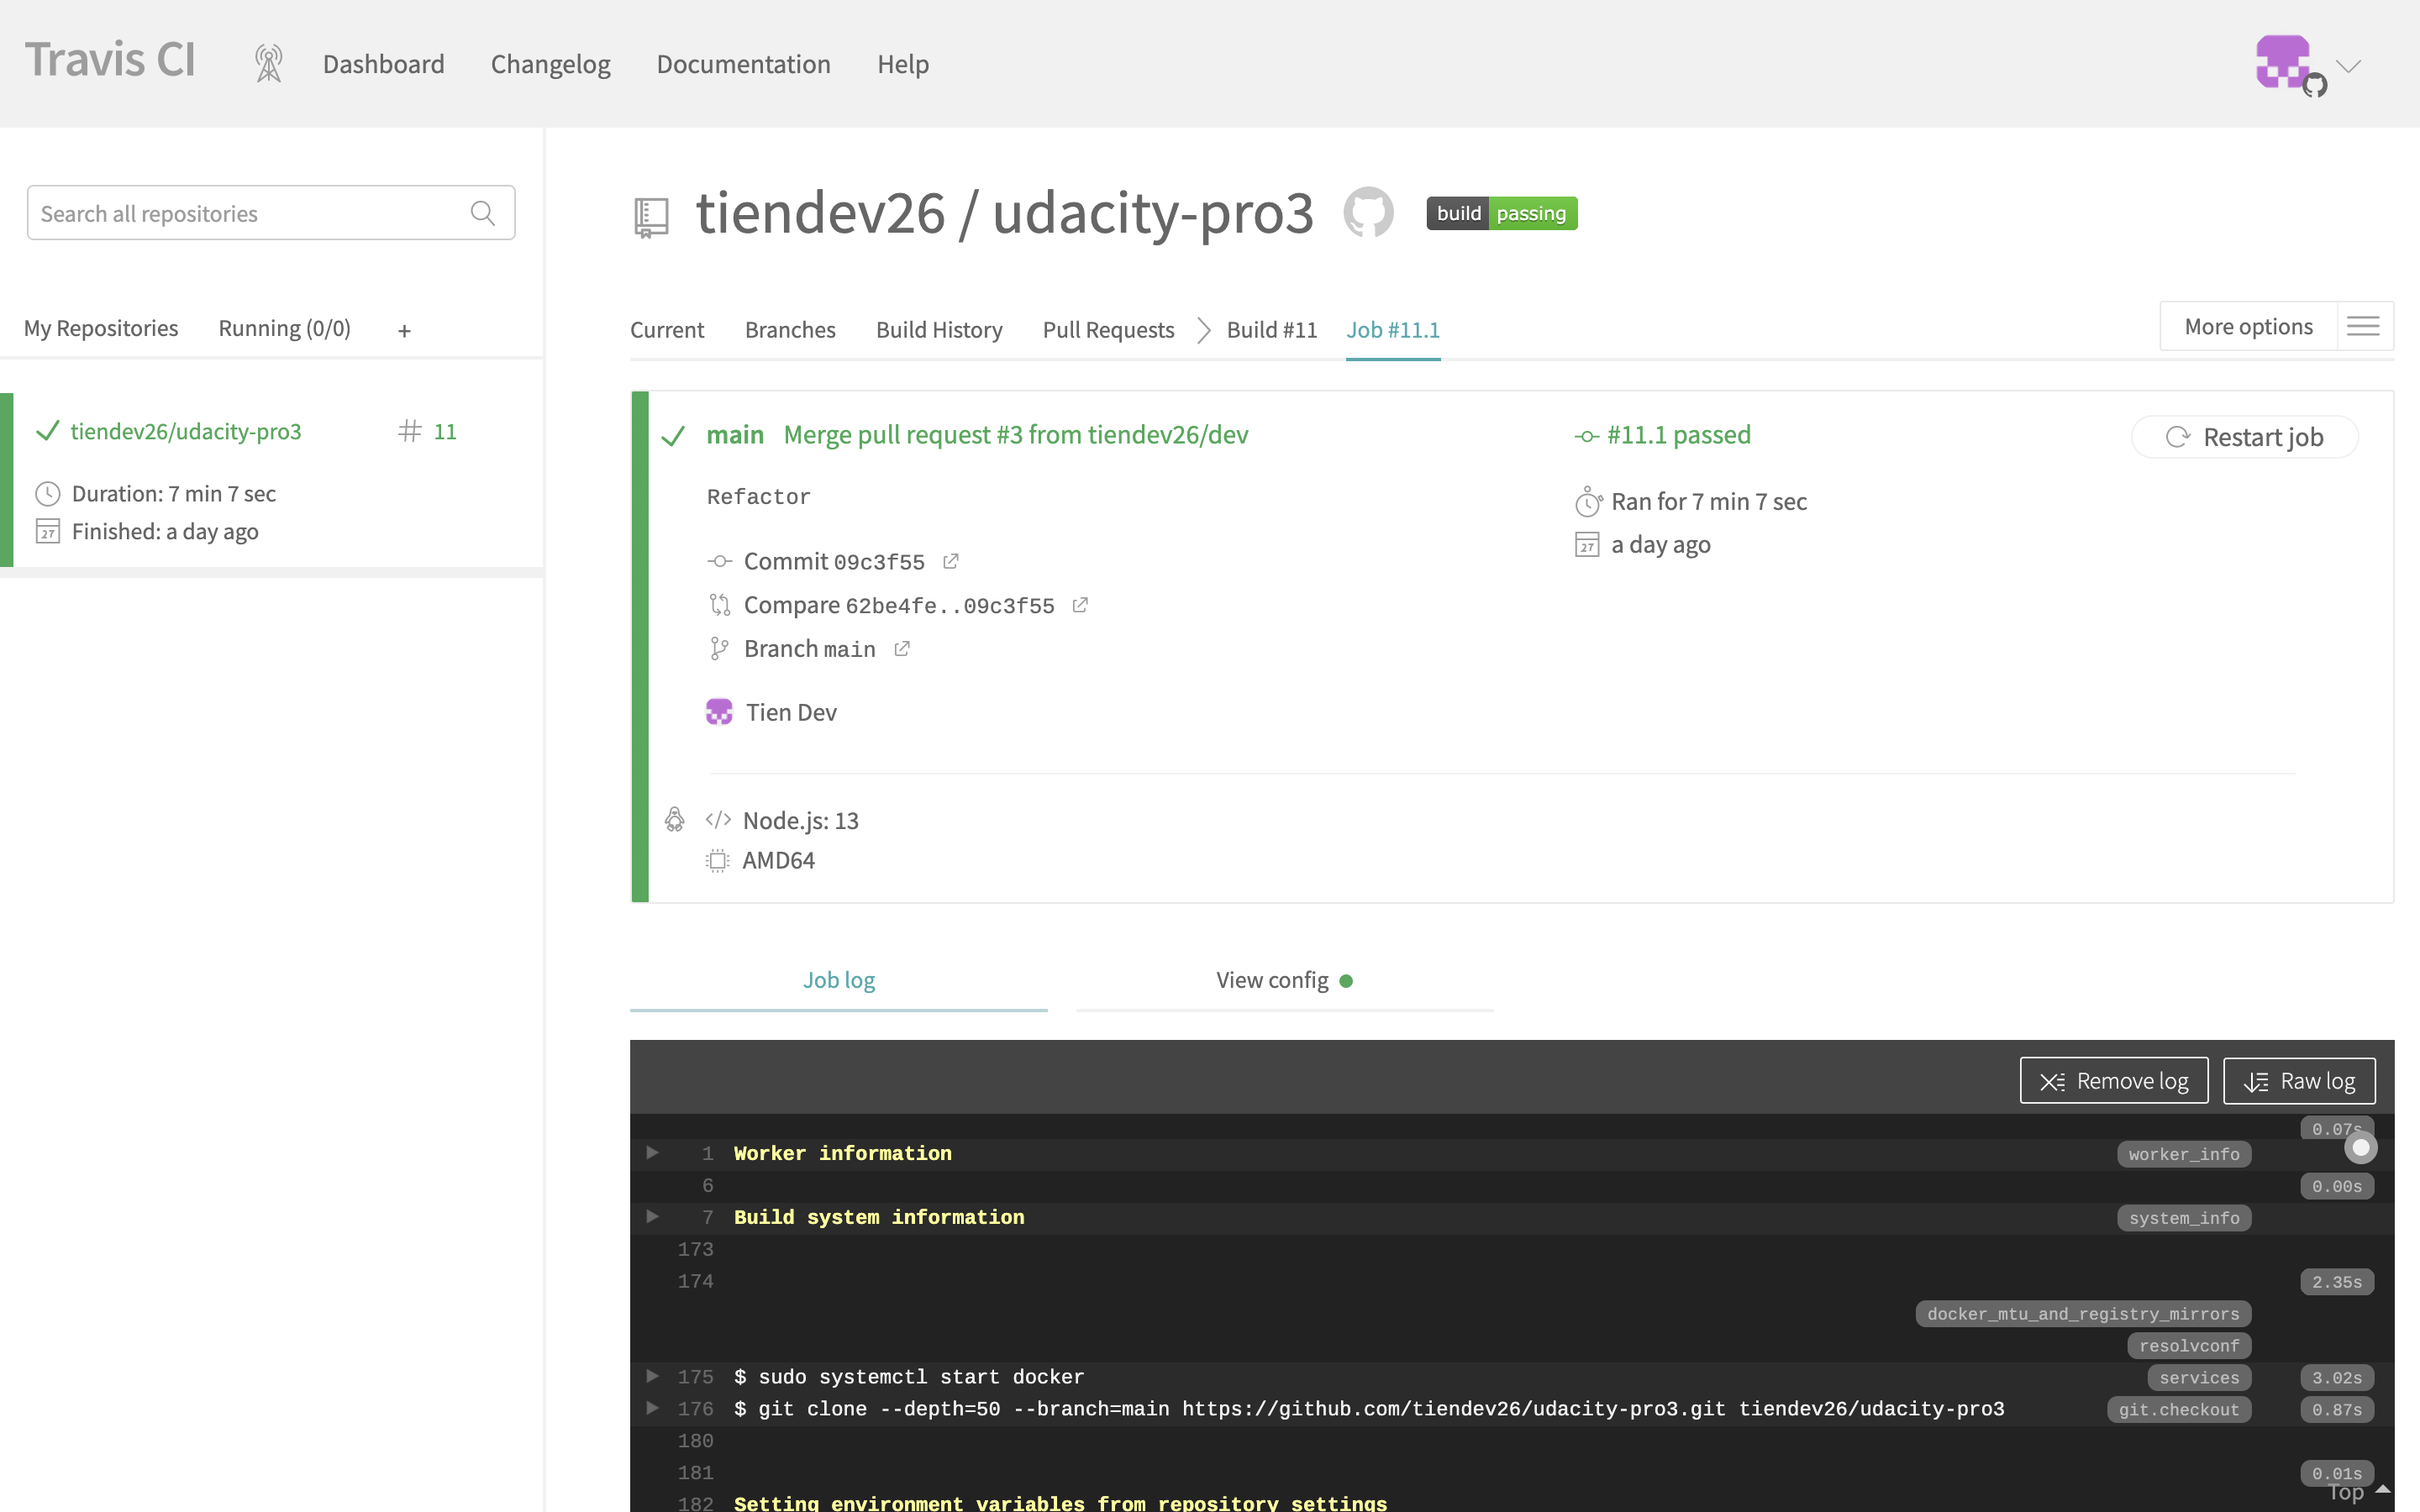 Travis CI
Dashboard Changelog Documentation Help
Search all repositories
My Repositories Running (0/0) +
tiendev26/udacity-pro3 # 11
Duration: 7 min 7 sec
27 Finished: a day ago
tiendev26 / udacity-pro3 build passing
Current Branches Build History Pull Requests Build #11 Job #11.1
More options
main Merge pull request #3 from tiendev26/dev
Refactor
Commit 09c3f55
Compare 62be4fe..09c3f55
Branch main
Tien Dev
#11.1 passed
Ran for 7 min 7 sec
27 a day ago
Restart job
</> Node.js: 13
AMD64
Job log View config
Remove log Raw log
0.07s
1 Worker information worker_info
6 0.00s
7 Build system information system_info
173
174 2.35s
docker_mtu_and_registry_mirrors
resolvconf
175 $ sudo systemctl start docker services 3.02s
176 $ git clone --depth=50 --branch=main https://github.com/tiendev26/udacity-pro3.git tiendev26/udacity-pro3 git.checkout 0.87s
180
181 0.01s
182 Setting environment variables from repository settings
Top